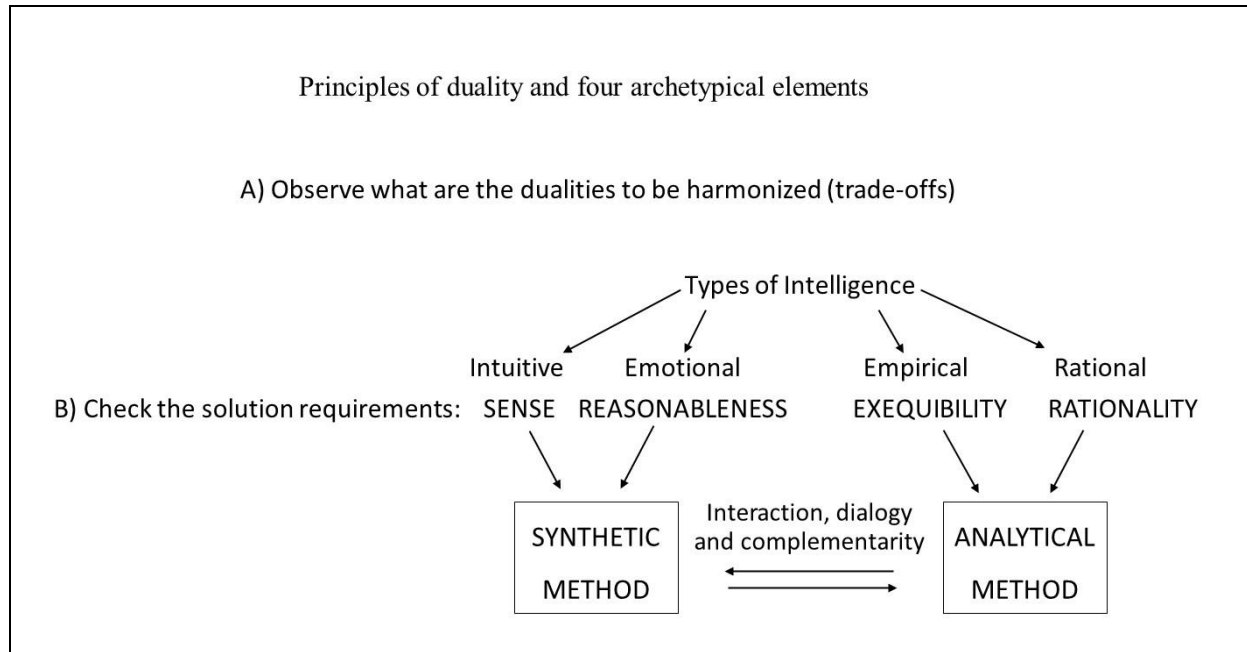 Principles of duality and four archetypical elements
A) Observe what are the dualities to be harmonized (trade-offs)
Types of Intelligence
Intuitive Emotional Empirical Rational
B) Check the solution requirements: SENSE REASONABLENESS EXEQUIBILITY RATIONALITY
SYNTHETIC
METHOD
Interaction, dialogy
and complementarity
ANALYTICAL
METHOD